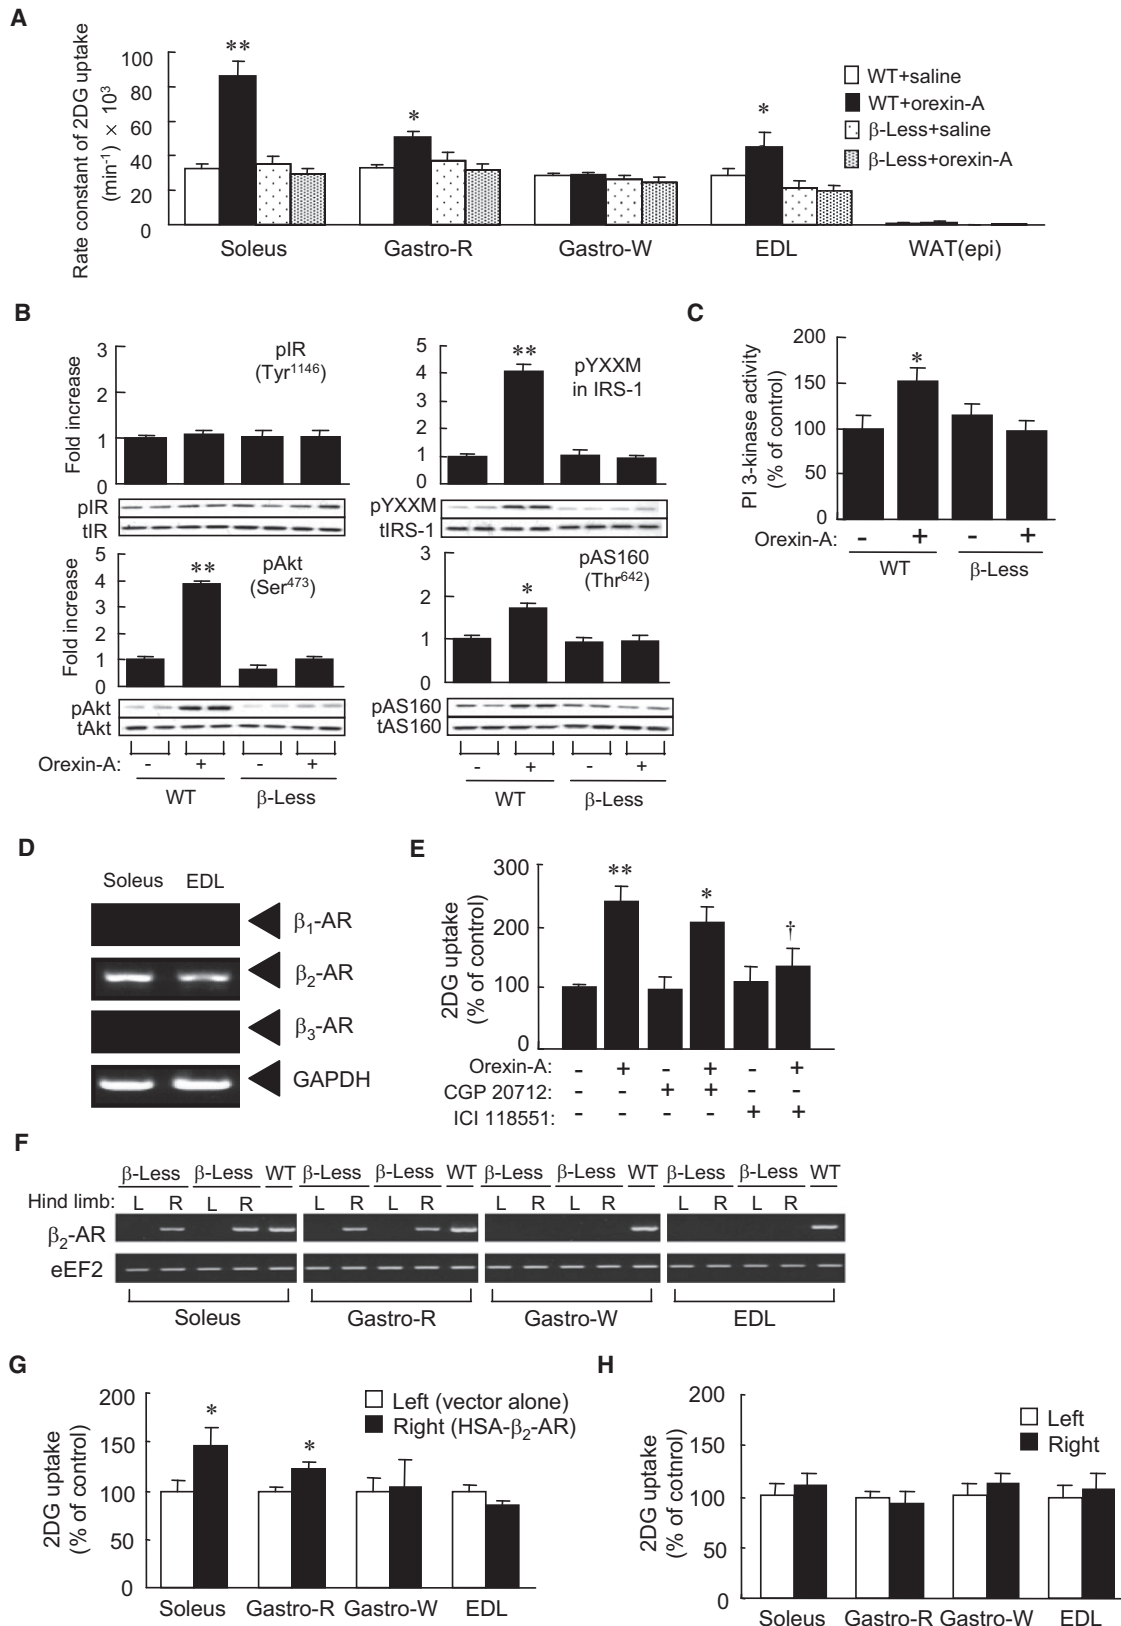 A
Rate constant of 2DG uptake
(min-1) × 10³
100
80
60
40
20
0
**
*
*
WT+saline
WT+orexin-A
β-Less+saline
β-Less+orexin-A
Soleus
Gastro-R
Gastro-W
EDL
WAT(epi)
B
Fold increase
3
2
1
0
pIR
(Tyr1146)
pIR
tIR
5
4
3
2
1
0
**
pYXXM
in IRS-1
pYXXM
tIRS-1
Fold increase
5
4
3
2
1
0
**
pAkt
(Ser473)
pAkt
tAkt
3
2
1
0
*
pAS160
(Thr642)
pAS160
tAS160
Orexin-A: - + - +
WT β-Less
- + - +
WT β-Less
C
PI 3-kinase activity
(% of control)
200
150
100
50
0
*
Orexin-A: - + - +
WT β-Less
D
Soleus EDL
β1-AR
β2-AR
β3-AR
GAPDH
E
2DG uptake
(% of control)
300
200
100
0
** * †
Orexin-A: - + - + - +
CGP 20712: - - + + - -
ICI 118551: - - - - + +
F
β-Less β-Less WT β-Less β-Less WT β-Less β-Less WT β-Less β-Less WT
Hind limb: L R L R L R L R L R L R L R L R
β2-AR
eEF2
Soleus Gastro-R Gastro-W EDL
G
2DG uptake
(% of control)
200
150
100
50
0
* *
Left (vector alone)
Right (HSA-β2-AR)
Soleus Gastro-R Gastro-W EDL
H
2DG uptake
(% of cotnrol)
200
150
100
50
0
Left
Right
Soleus Gastro-R Gastro-W EDL